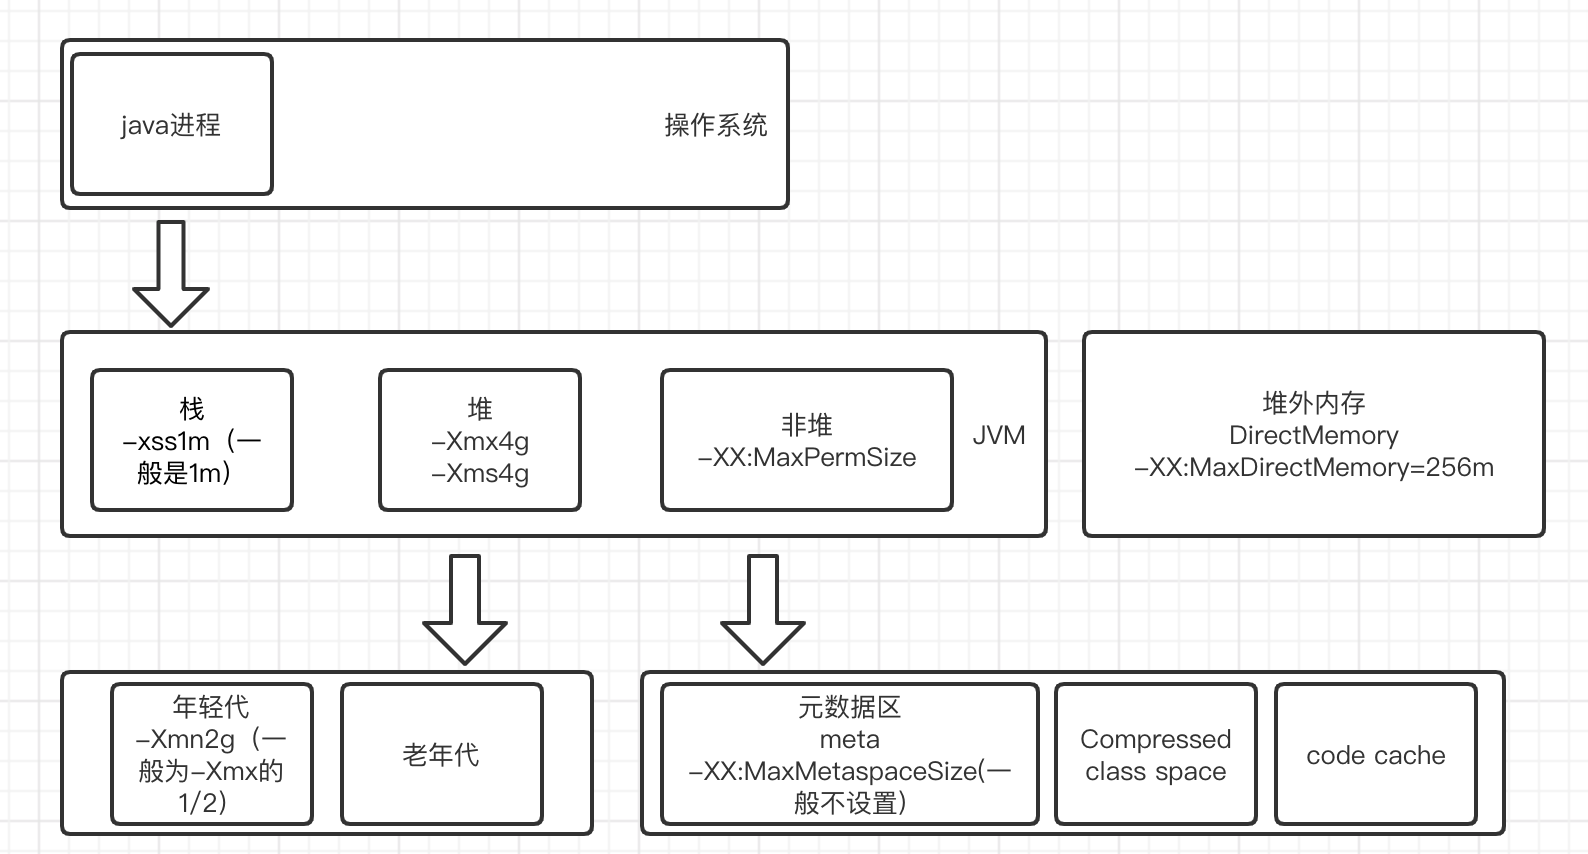 java进程
操作系统
栈
-xss1m（一
般是1m）
堆
-Xmx4g
-Xms4g
非堆
-XX:MaxPermSize
JVM
堆外内存
DirectMemory
-XX:MaxDirectMemory=256m
年轻代
-Xmn2g（一
般为-Xmx的
1/2）
老年代
元数据区
meta
-XX:MaxMetaspaceSize(一
般不设置）
Compressed
class space
code cache